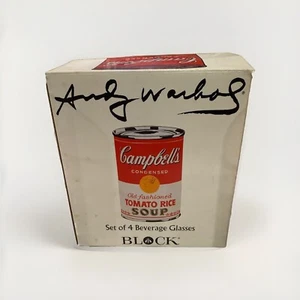 Andy Warhol
Campbell's
CONDENSED
Old-fashioned
TOMATO RICE
SOUP
Set of 4 Beverage Glasses
BLOCK